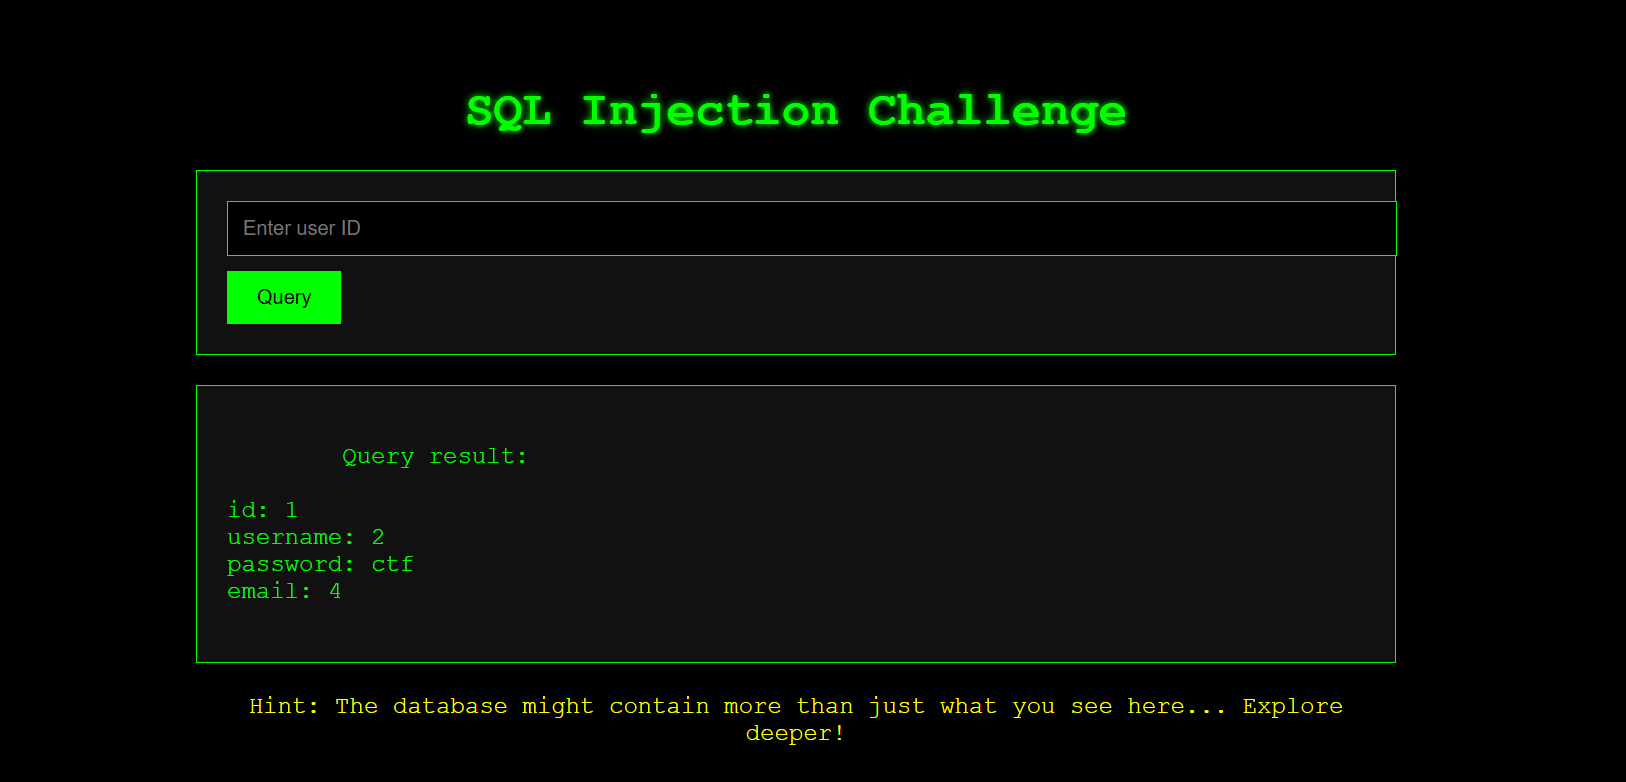 SQL Injection Challenge
Enter user ID
Query
Query result:
id: 1
username: 2
password: ctf
email: 4
Hint: The database might contain more than just what you see here... Explore
deeper!